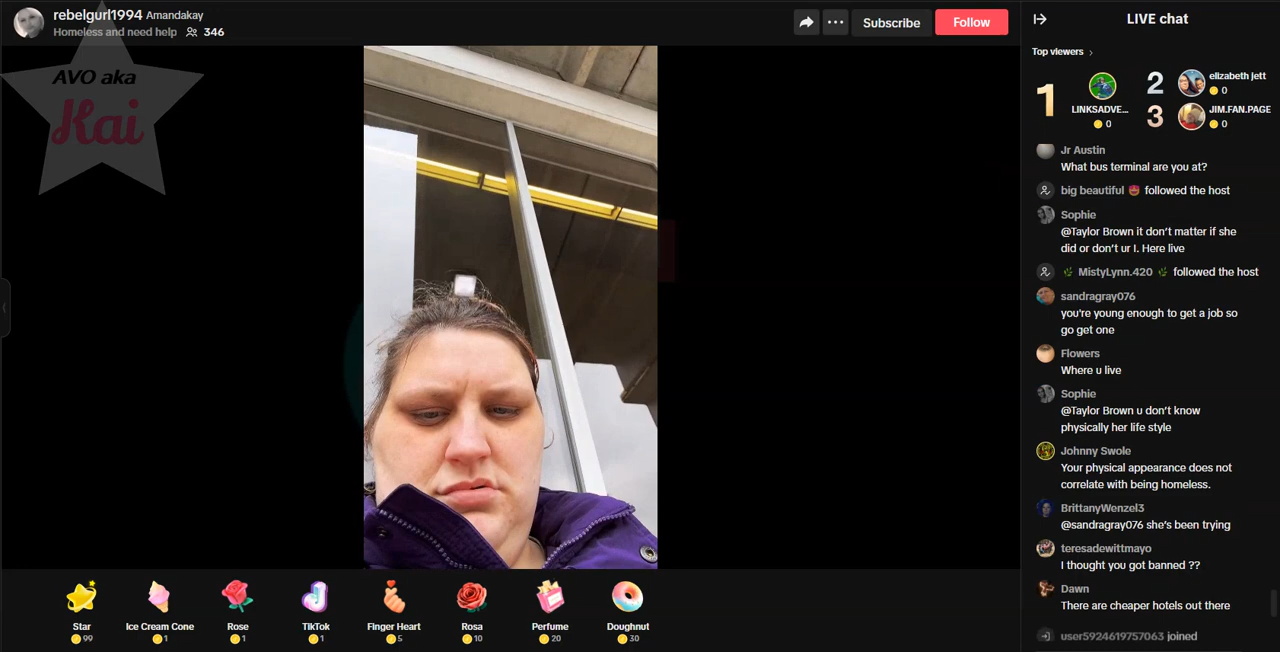 rebelgurl1994 Amandakay
Homeless and need help 346
Subscribe
Follow
AVO aka
Kai
LIVE chat
Top viewers
1
LINKSADVE...
0
2
elizabeth jett
0
3
JIM.FAN.PAGE
0
Jr Austin
What bus terminal are you at?
big beautiful followed the host
Sophie
@Taylor Brown it don't matter if she
did or don't ur I. Here live
MistyLynn.420 followed the host
sandragray076
you're young enough to get a job so
go get one
Flowers
Where u live
Sophie
@Taylor Brown u don't know
physically her life style
Johnny Swole
Your physical appearance does not
correlate with being homeless.
BrittanyWenzel3
@sandragray076 she's been trying
teresadewittmayo
I thought you got banned ??
Dawn
There are cheaper hotels out there
user5924619757063 joined
Star
99
Ice Cream Cone
1
Rose
1
TikTok
1
Finger Heart
5
Rosa
10
Perfume
20
Doughnut
30